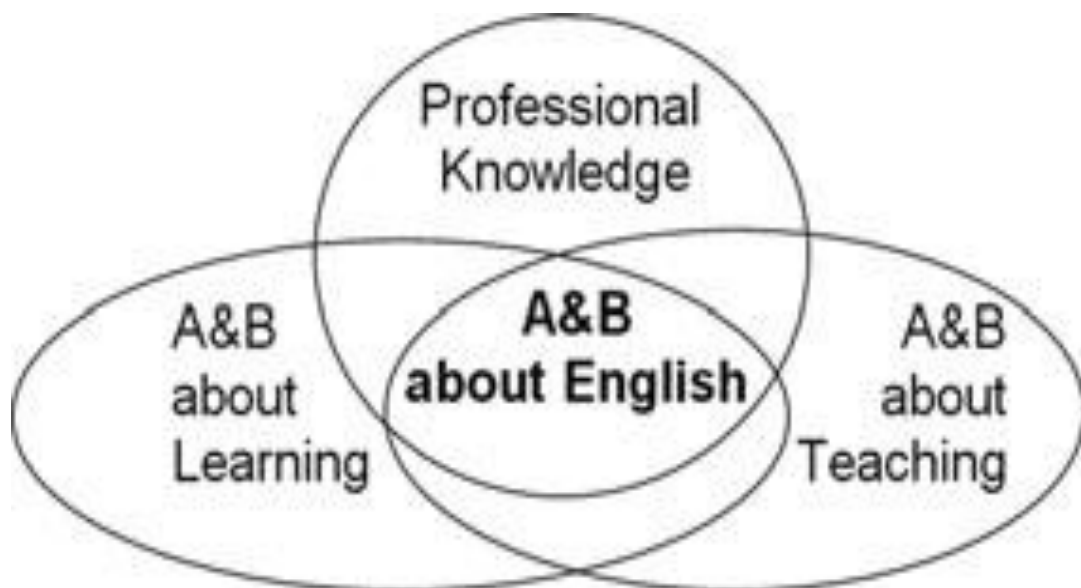 Professional
Knowledge
A&B
about English
A&B
about
Learning
A&B
about
Teaching